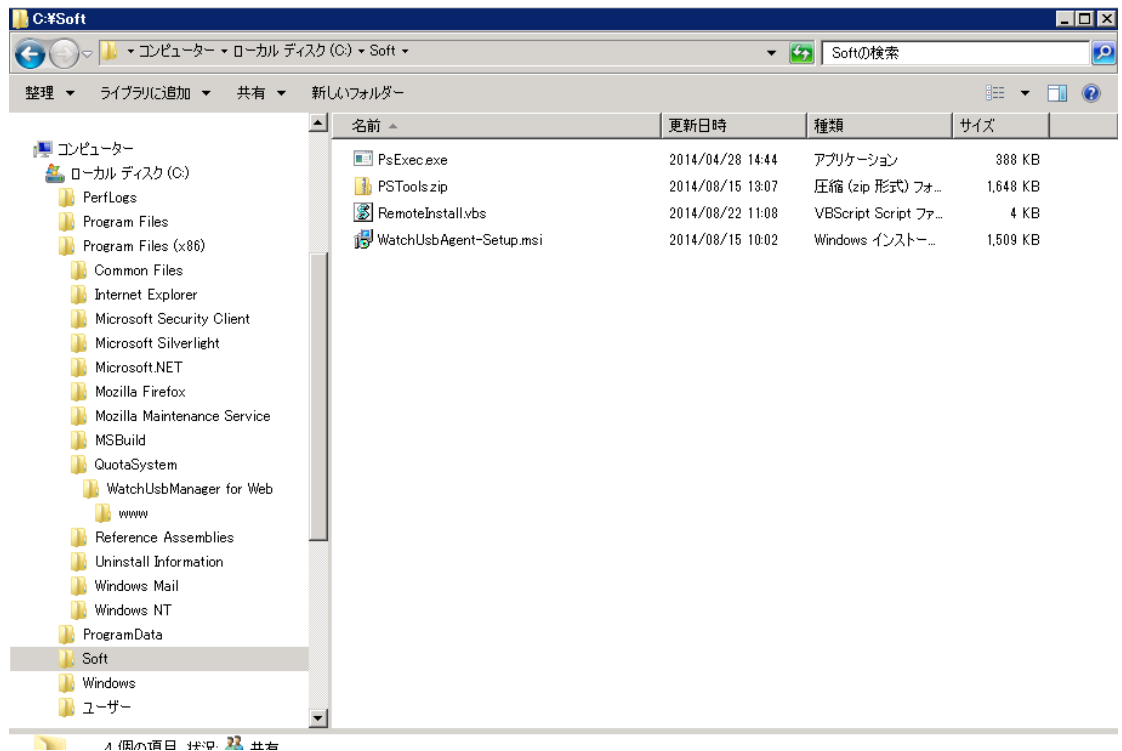 C:¥Soft
コンピューター ▾ ローカル ディスク (C:) ▾ Soft ▾
Softの検索
整理 ▼ ライブラリに追加 ▼ 共有 ▼ 新しいフォルダー
コンピューター
ローカル ディスク (C:)
PerfLogs
Program Files
Program Files (x86)
Common Files
Internet Explorer
Microsoft Security Client
Microsoft Silverlight
Microsoft.NET
Mozilla Firefox
Mozilla Maintenance Service
MSBuild
QuotaSystem
WatchUsbManager for Web
www
Reference Assemblies
Uninstall Information
Windows Mail
Windows NT
ProgramData
Soft
Windows
ユーザー
名前 更新日時 種類 サイズ
PsExec.exe 2014/04/28 14:44 アプリケーション 388 KB
PSTools.zip 2014/08/15 13:07 圧縮 (zip 形式) フォ... 1,648 KB
RemoteInstall.vbs 2014/08/22 11:08 VBScript Script ファ... 4 KB
WatchUsbAgent-Setup.msi 2014/08/15 10:02 Windows インストー... 1,509 KB
4 個の項目 状況: 共有